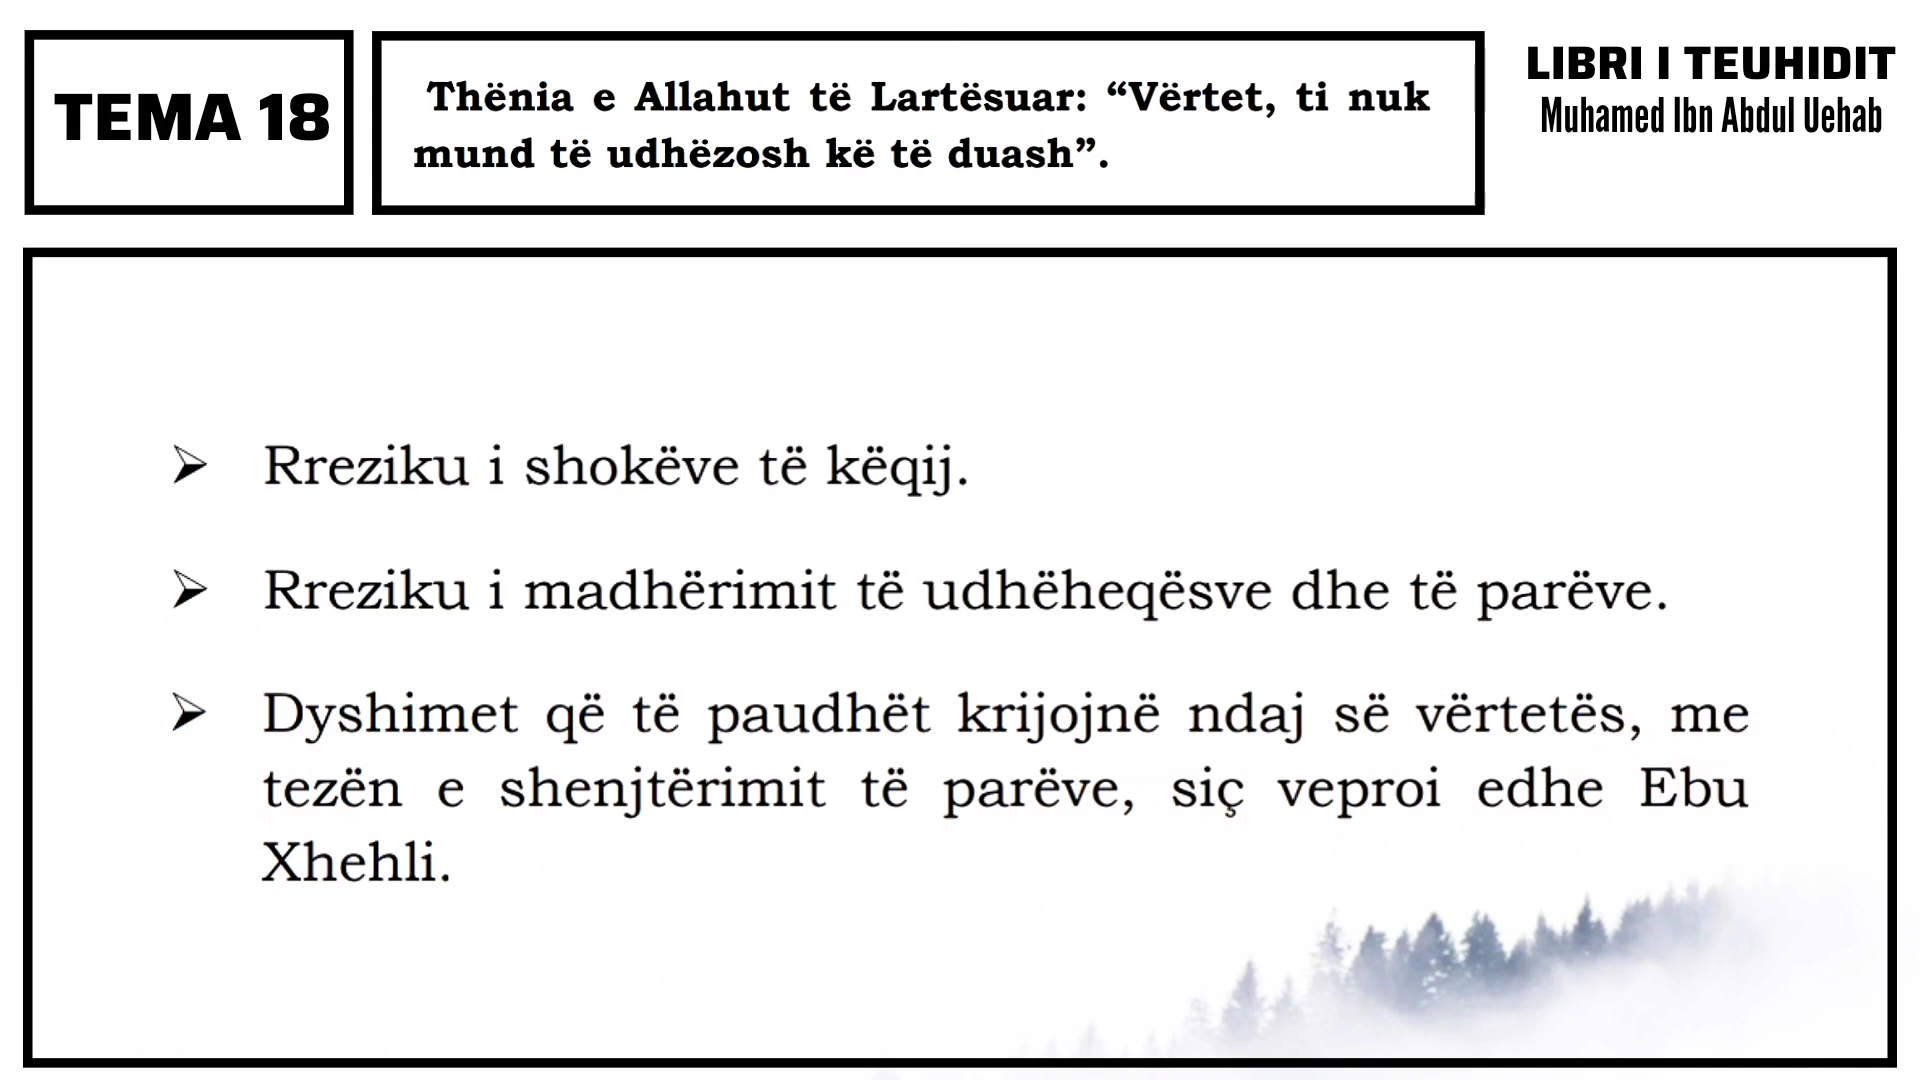 TEMA 18
Thënia e Allahut të Lartësuar: “Vërtet, ti nuk
mund të udhëzosh kë të duash”.
LIBRI I TEUHIDIT
Muhamed Ibn Abdul Uehab
➢ Rreziku i shokëve të këqij.
➢ Rreziku i madhërimit të udhëheqësve dhe të parëve.
➢ Dyshimet që të paudhët krijojnë ndaj së vërtetës, me
tezën e shenjtërimit të parëve, siç veproi edhe Ebu
Xhehli.